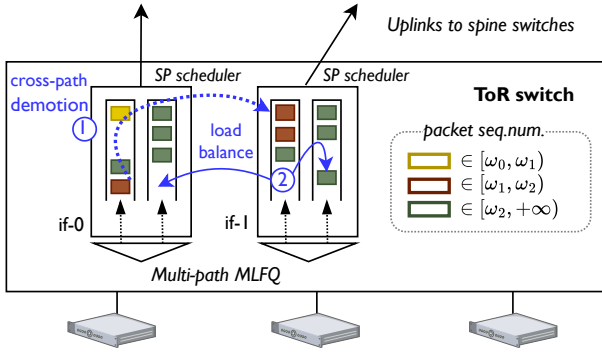 Uplinks to spine switches
SP scheduler
SP scheduler
cross-path
demotion
1
ToR switch
load
balance
2
packet seq.num.
∈ [ω₀, ω₁)
∈ [ω₁, ω₂)
∈ [ω₂, +∞)
if-0
if-1
Multi-path MLFQ